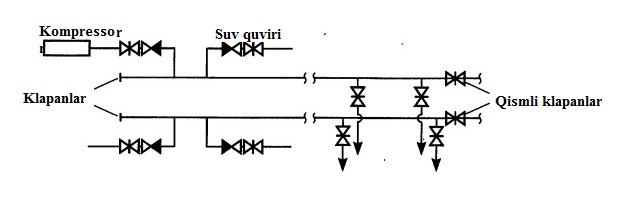 Kompressor
r
Suv quviri
Klapanlar
Qismli klapanlar